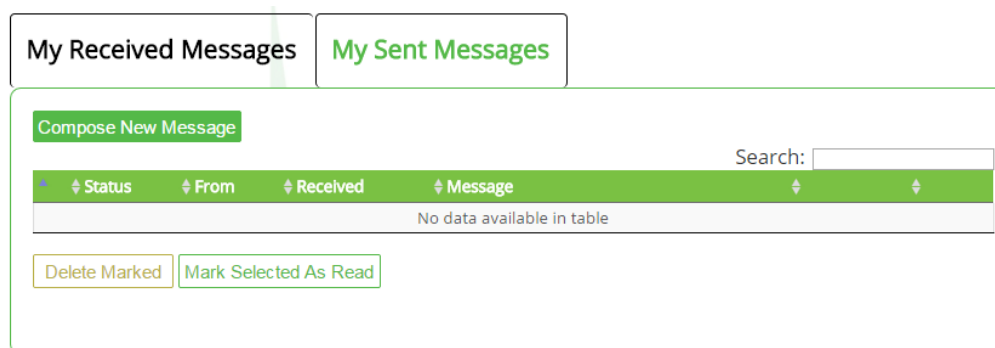 My Received Messages My Sent Messages
Compose New Message
Search:
Status From Received Message
No data available in table
Delete Marked Mark Selected As Read